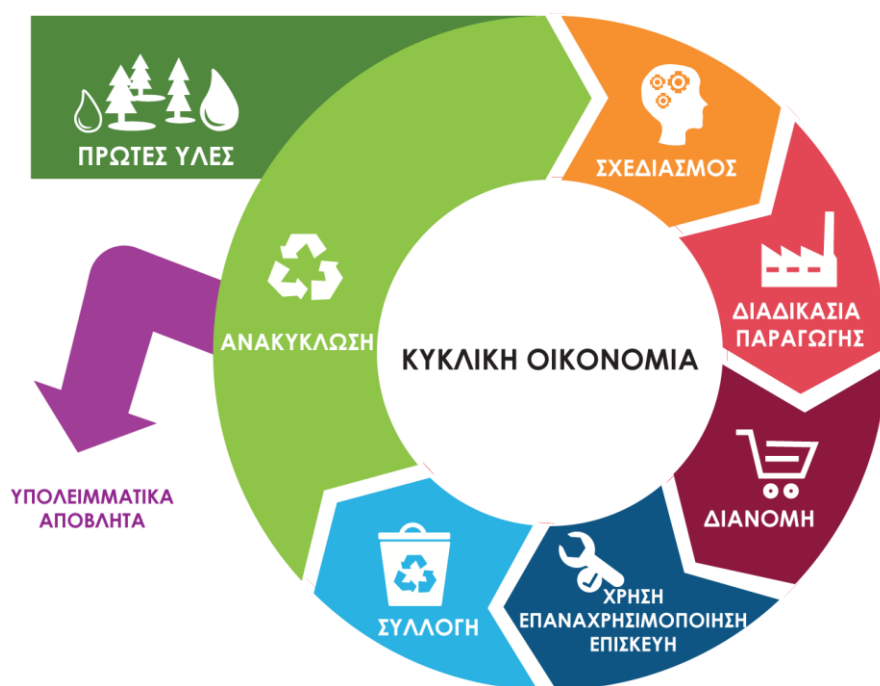 ΠΡΩΤΕΣ ΥΛΕΣ
ΣΧΕΔΙΑΣΜΟΣ
ΔΙΑΔΙΚΑΣΙΑ
ΠΑΡΑΓΩΓΗΣ
ΑΝΑΚΥΚΛΩΣΗ
ΚΥΚΛΙΚΗ ΟΙΚΟΝΟΜΙΑ
ΔΙΑΝΟΜΗ
ΧΡΗΣΗ
ΕΠΑΝΑΧΡΗΣΙΜΟΠΟΙΗΣΗ
ΕΠΙΣΚΕΥΗ
ΣΥΛΛΟΓΗ
ΥΠΟΛΕΙΜΜΑΤΙΚΑ
ΑΠΟΒΛΗΤΑ